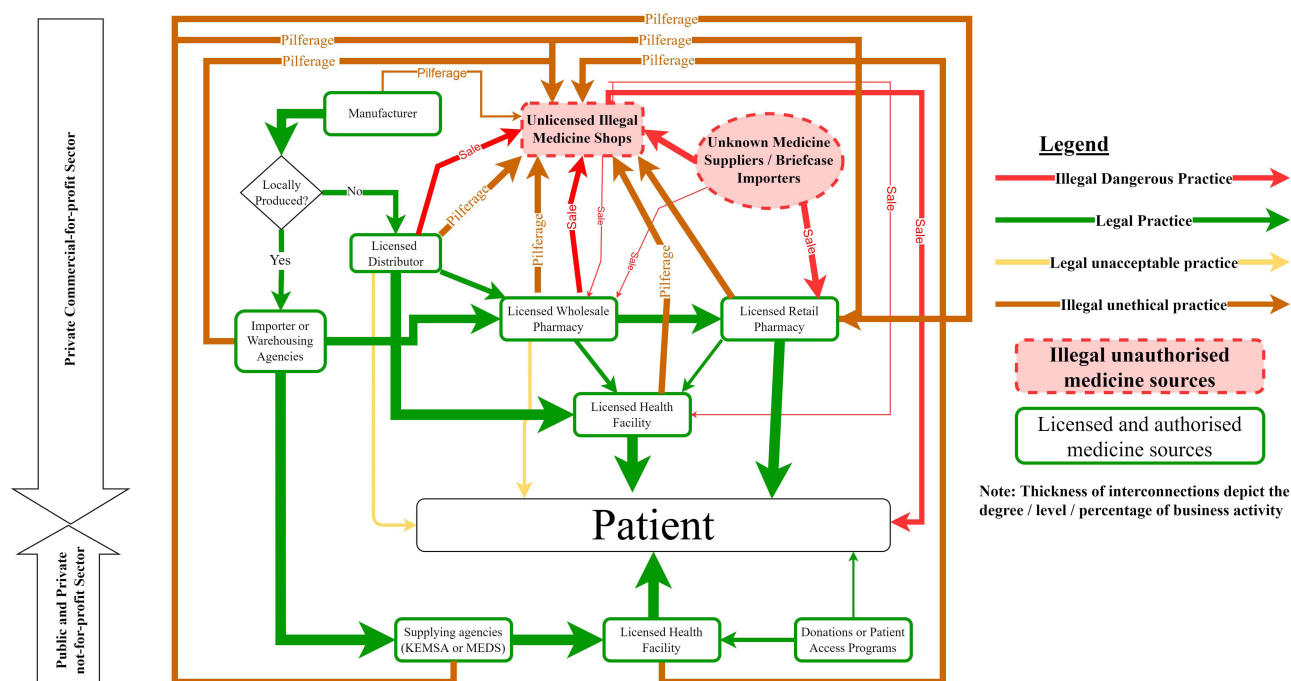 Pilferage
Pilferage
Pilferage
Pilferage
Pilferage
Pilferage
Manufacturer
Unlicensed Illegal
Medicine Shops
Unknown Medicine
Suppliers / Briefcase
Importers
Locally
Produced?
No
Yes
Sale
Pilferage
Pilferage
Sale
Sale
Sale
Pilferage
Sale
Sale
Sale
Licensed
Distributor
Importer or
Warehousing
Agencies
Licensed Wholesale
Pharmacy
Licensed Retail
Pharmacy
Licensed Health
Facility
Patient
Supplying agencies
(KEMSA or MEDS)
Licensed Health
Facility
Donations or Patient
Access Programs
Private Commercial-for-profit Sector
Public and Private
not-for-profit Sector
Legend
Illegal Dangerous Practice
Legal Practice
Legal unacceptable practice
Illegal unethical practice
Illegal unauthorised
medicine sources
Licensed and authorised
medicine sources
Note: Thickness of interconnections depict the
degree / level / percentage of business activity